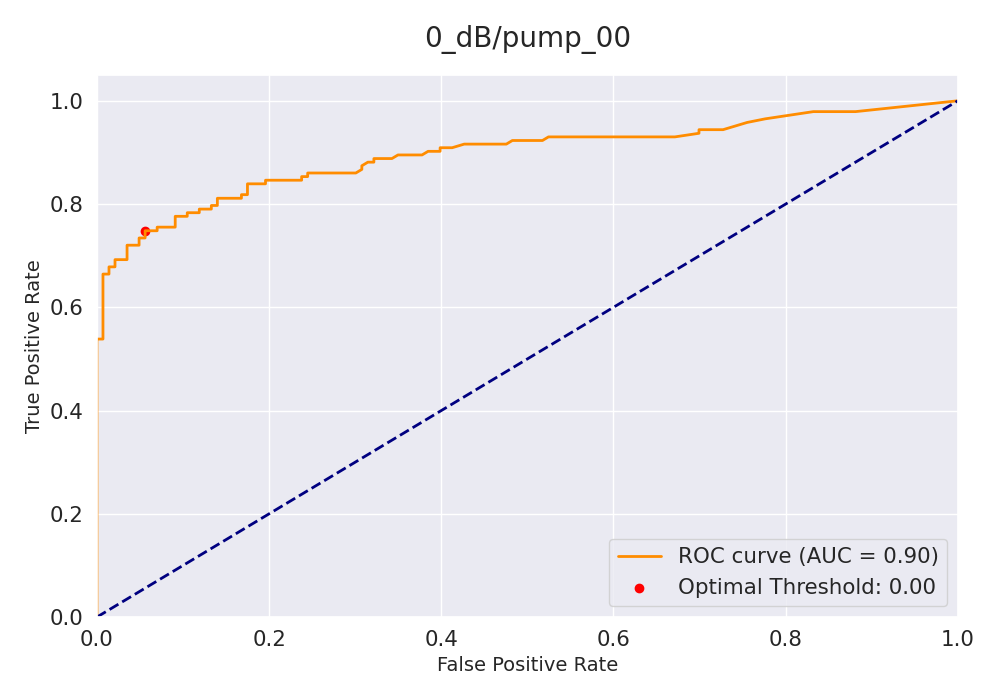 0_dB/pump_00
1.0
0.8
0.6
0.4
0.2
0.0
True Positive Rate
ROC curve (AUC = 0.90)
Optimal Threshold: 0.00
0.0 0.2 0.4 0.6 0.8 1.0
False Positive Rate